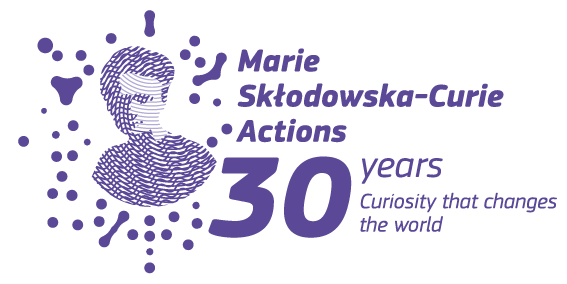 Marie
Skłodowska-Curie
Actions
30 years
Curiosity that changes
the world